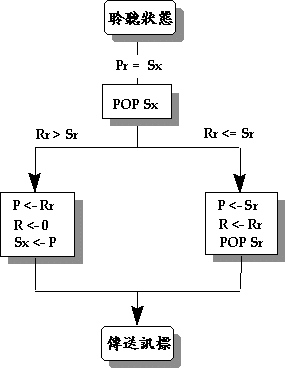 聆聽狀態
Pr = Sx
POP Sx
Rr > Sr
Rr <= Sr
P <- Rr
R <- 0
Sx <- P
P <- Sr
R <- Rr
POP Sr
傳送訊標